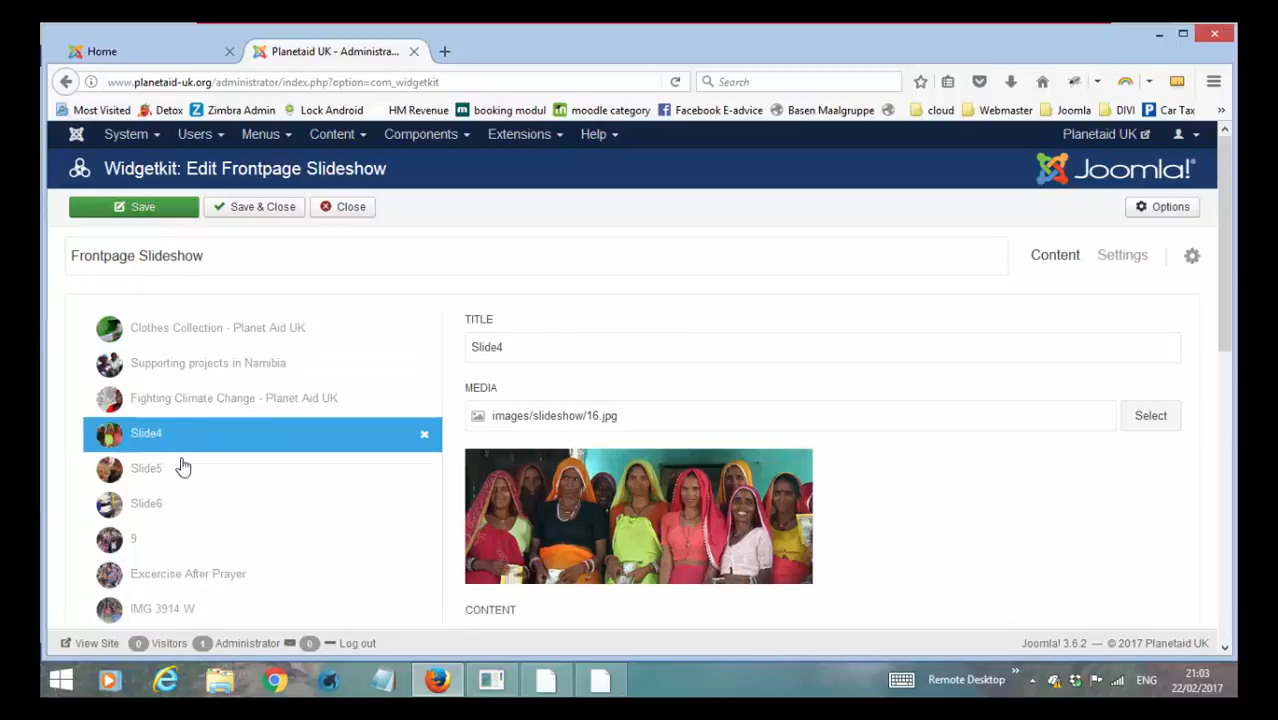 Home
Planetaid UK - Administra...
www.planetaid-uk.org/administrator/index.php?option=com_widgetkit
Search
Most Visited Detox Zimbra Admin Lock Android HM Revenue booking modul moodle category Facebook E-advice Basen Maalgruppe cloud Webmaster Joomla DIVI Car Tax »
System Users Menus Content Components Extensions Help Planetaid UK
Widgetkit: Edit Frontpage Slideshow
Joomla!®
Save Save & Close Close Options
Frontpage Slideshow
Content Settings
Clothes Collection - Planet Aid UK
Supporting projects in Namibia
Fighting Climate Change - Planet Aid UK
Slide4
Slide5
Slide6
9
Excercise After Prayer
IMG 3914 W
TITLE
Slide4
MEDIA
images/slideshow/16.jpg
Select
CONTENT
View Site 0 Visitors 1 Administrator 0 Log out
Joomla! 3.6.2 — © 2017 Planetaid UK
Remote Desktop » ENG
21:03
22/02/2017